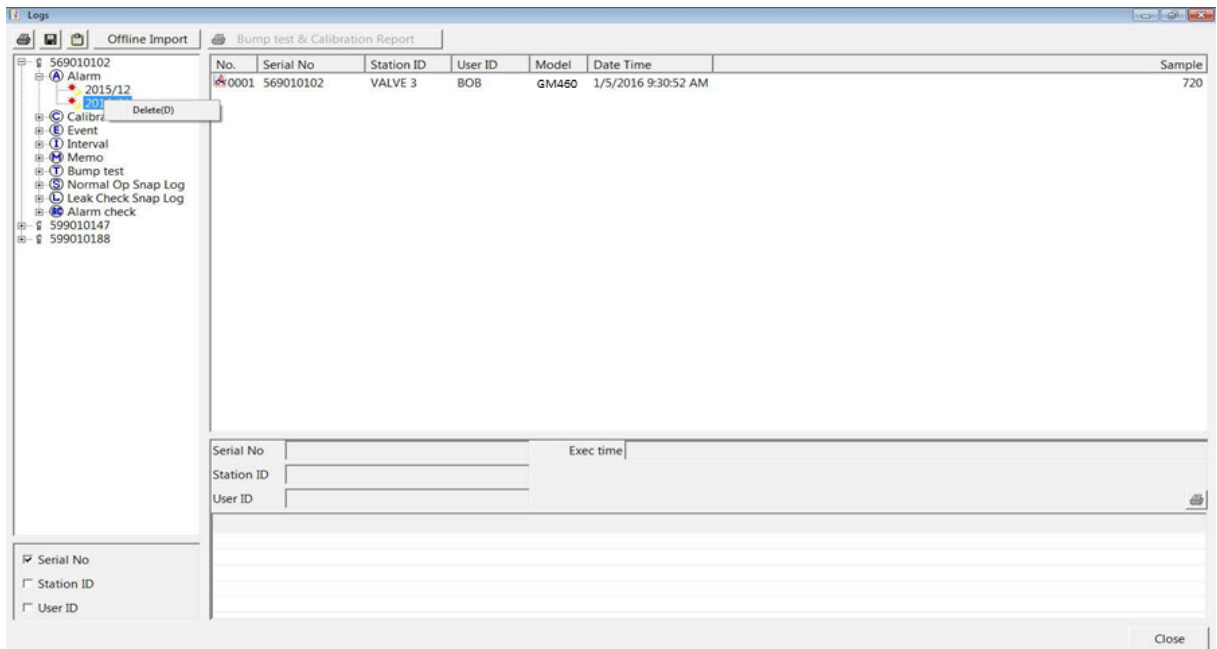 Logs
Offline Import
Bump test & Calibration Report
569010102
Alarm
2015/12
Delete(D)
Event
Interval
Memo
Bump test
Normal Op Snap Log
Leak Check Snap Log
Alarm check
599010147
599010188
No. Serial No Station ID User ID Model Date Time Sample
0001 569010102 VALVE 3 BOB GM460 1/5/2016 9:30:52 AM 720
Serial No Exec time
Station ID
User ID
Serial No
Station ID
User ID
Close